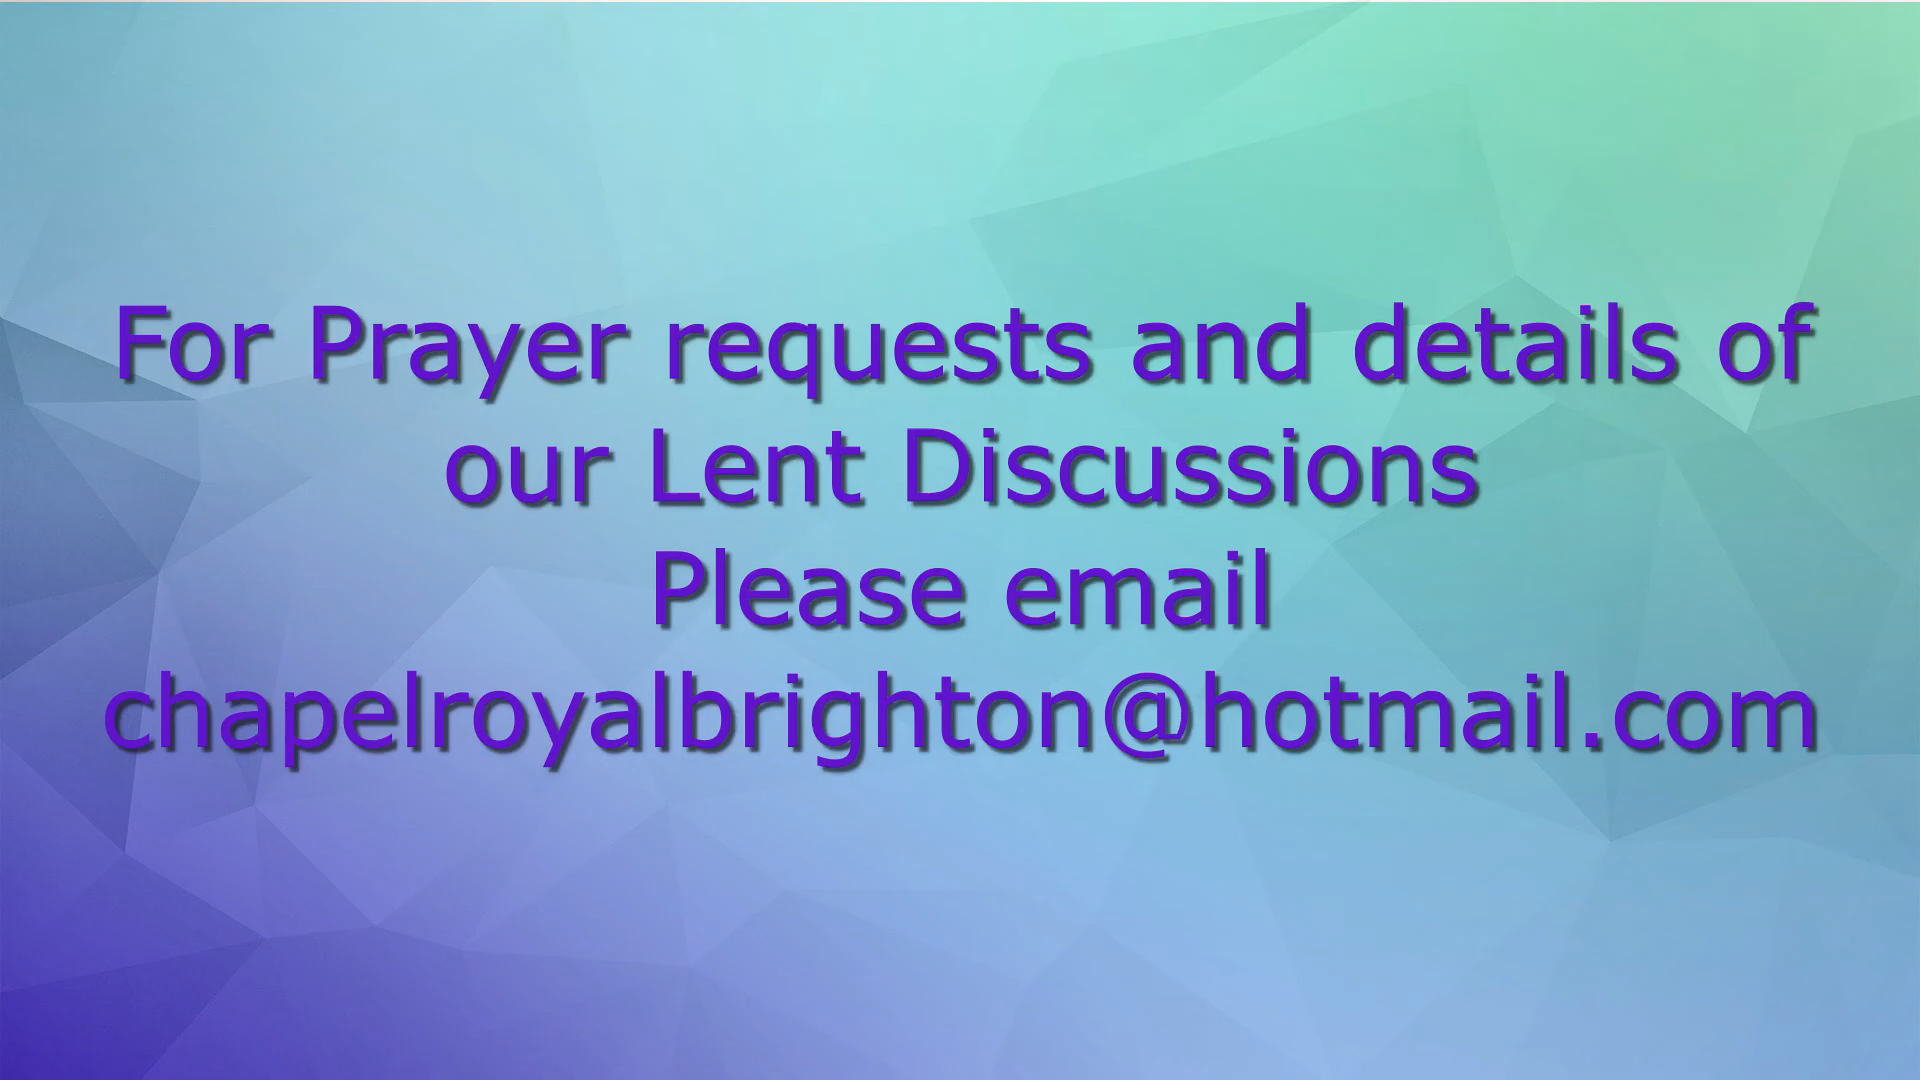 For Prayer requests and details of
our Lent Discussions
Please email
chapelroyalbrighton@hotmail.com